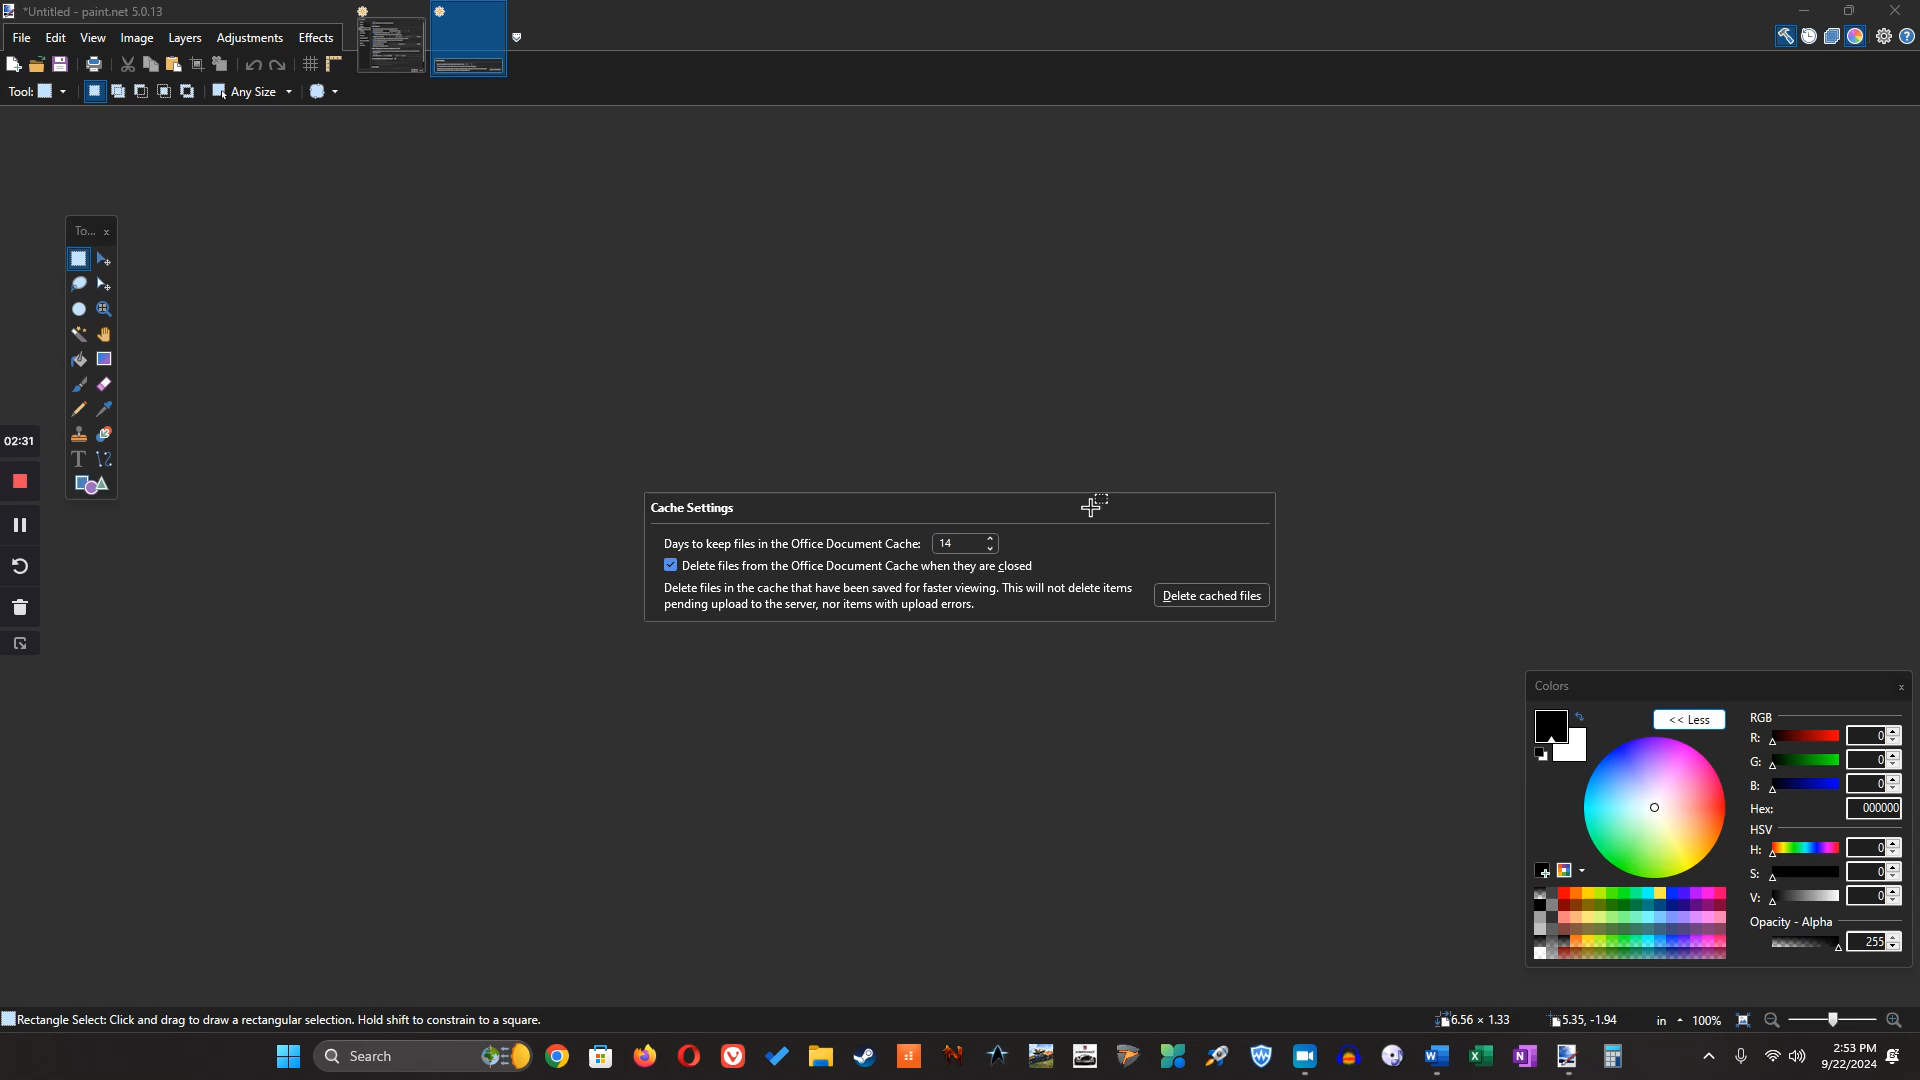 *Untitled - paint.net 5.0.13
File Edit View Image Layers Adjustments Effects
Tool: Any Size
To... x
02:31
Cache Settings
Days to keep files in the Office Document Cache: 14
Delete files from the Office Document Cache when they are closed
Delete files in the cache that have been saved for faster viewing. This will not delete items
pending upload to the server, nor items with upload errors.
Delete cached files
Colors x
<< Less
RGB
R: 0
G: 0
B: 0
Hex: 000000
HSV
H: 0
S: 0
V: 0
Opacity - Alpha
255
Rectangle Select: Click and drag to draw a rectangular selection. Hold shift to constrain to a square.
6.56 × 1.33 5.35, -1.94 in 100%
Search
2:53 PM
9/22/2024